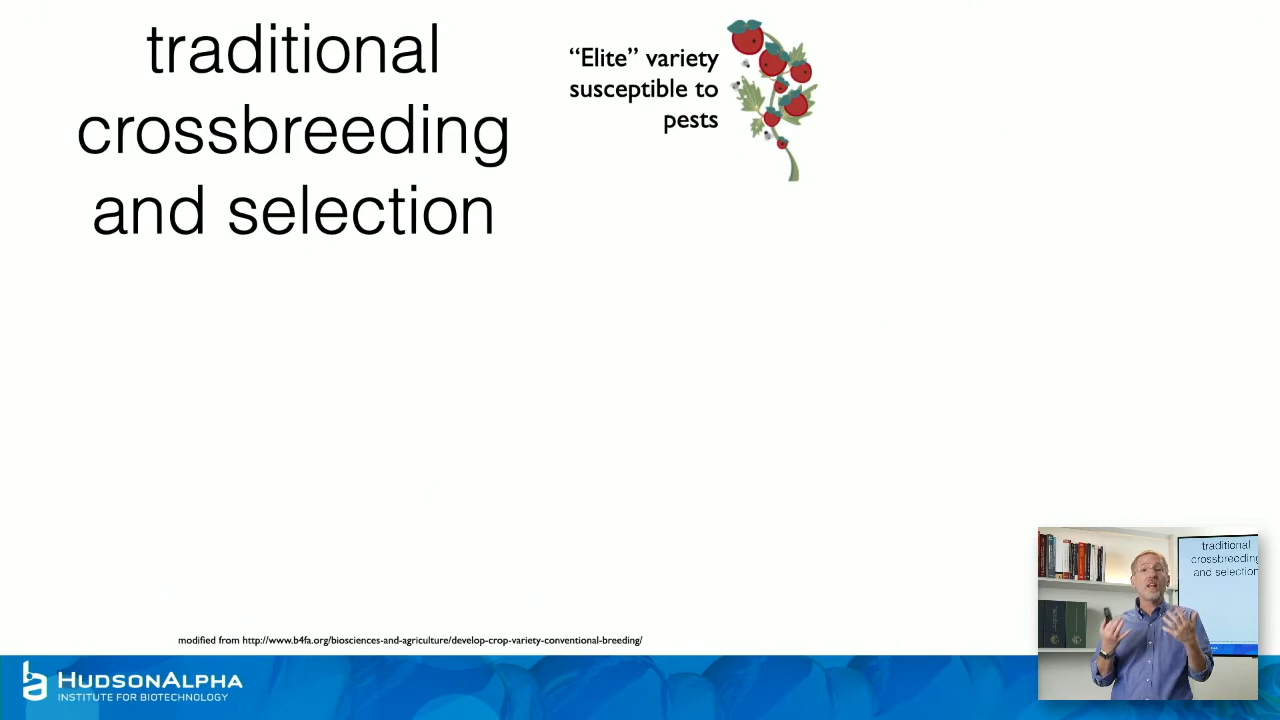 traditional
crossbreeding
and selection
“Elite” variety
susceptible to
pests
modified from http://www.b4fa.org/biosciences-and-agriculture/develop-crop-variety-conventional-breeding/
HUDSONALPHA
INSTITUTE FOR BIOTECHNOLOGY
traditional
crossbreeding
and selection